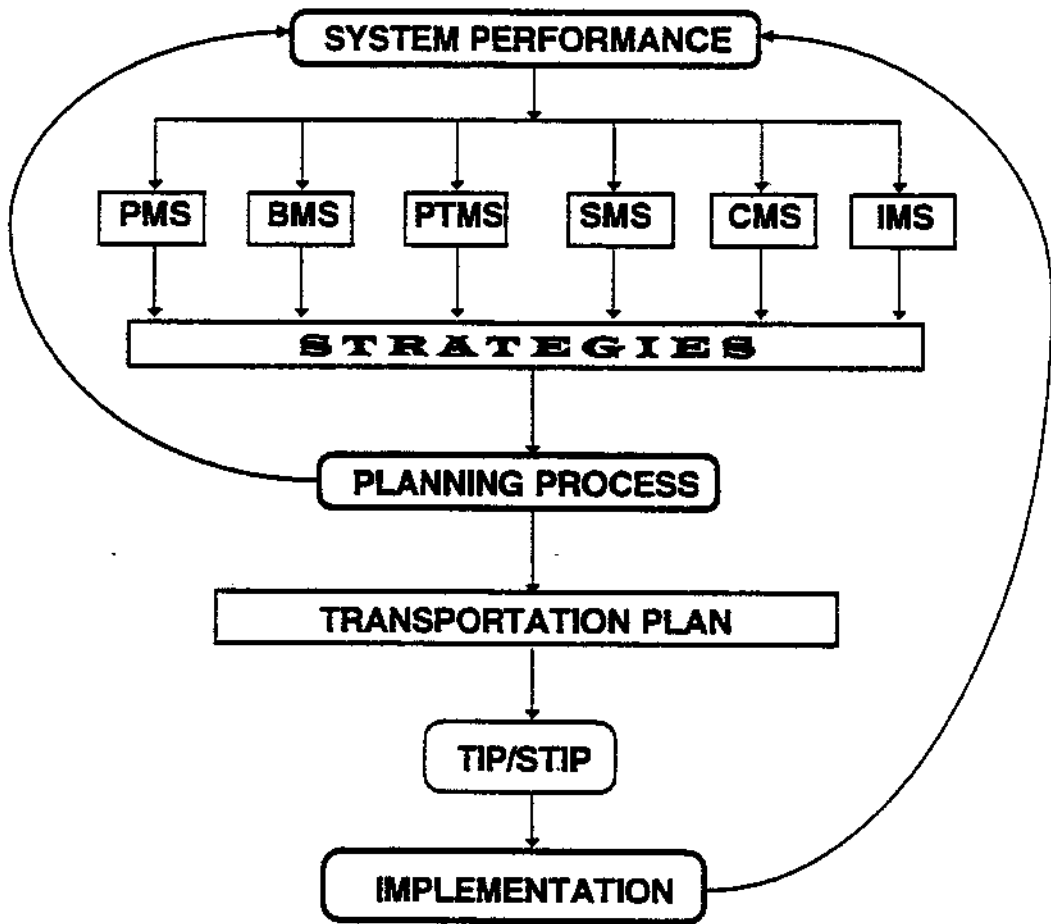 SYSTEM PERFORMANCE
PMS BMS PTMS SMS CMS IMS
STRATEGIES
PLANNING PROCESS
TRANSPORTATION PLAN
TIP/STIP
IMPLEMENTATION